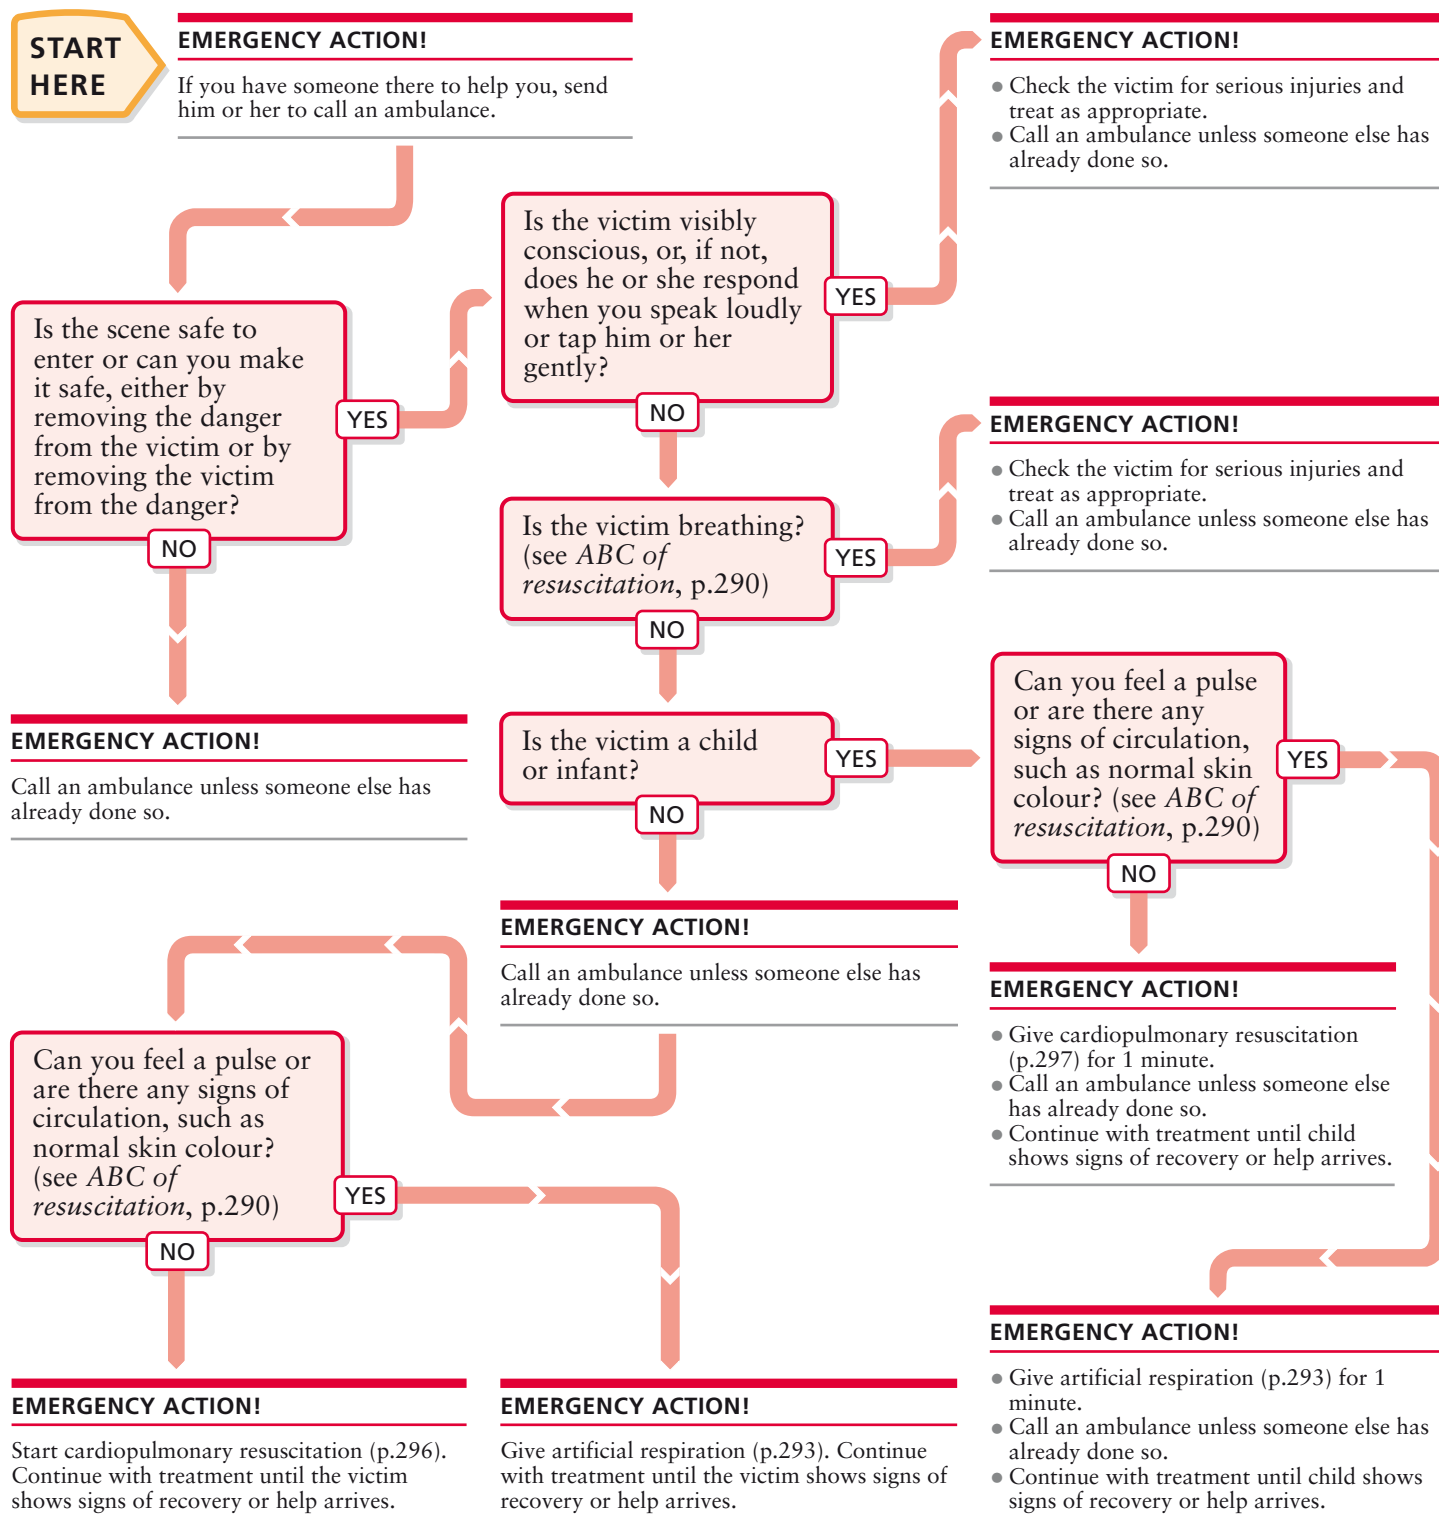 START
HERE
EMERGENCY ACTION!
If you have someone there to help you, send
him or her to call an ambulance.
Is the scene safe to
enter or can you make
it safe, either by
removing the danger
from the victim or by
removing the victim
from the danger?
YES
NO
EMERGENCY ACTION!
Call an ambulance unless someone else has
already done so.
Is the victim visibly
conscious, or, if not,
does he or she respond
when you speak loudly
or tap him or her
gently?
YES
NO
EMERGENCY ACTION!
● Check the victim for serious injuries and
treat as appropriate.
● Call an ambulance unless someone else has
already done so.
Is the victim breathing?
(see ABC of
resuscitation, p.290)
YES
NO
EMERGENCY ACTION!
● Check the victim for serious injuries and
treat as appropriate.
● Call an ambulance unless someone else has
already done so.
Is the victim a child
or infant?
YES
NO
Can you feel a pulse
or are there any
signs of circulation,
such as normal skin
colour? (see ABC of
resuscitation, p.290)
YES
NO
EMERGENCY ACTION!
● Give cardiopulmonary resuscitation
(p.297) for 1 minute.
● Call an ambulance unless someone else
has already done so.
● Continue with treatment until child
shows signs of recovery or help arrives.
EMERGENCY ACTION!
● Give artificial respiration (p.293) for 1
minute.
● Call an ambulance unless someone else has
already done so.
● Continue with treatment until child shows
signs of recovery or help arrives.
EMERGENCY ACTION!
Call an ambulance unless someone else has
already done so.
Can you feel a pulse or
are there any signs of
circulation, such as
normal skin colour?
(see ABC of
resuscitation, p.290)
YES
NO
EMERGENCY ACTION!
Start cardiopulmonary resuscitation (p.296).
Continue with treatment until the victim
shows signs of recovery or help arrives.
EMERGENCY ACTION!
Give artificial respiration (p.293). Continue
with treatment until the victim shows signs of
recovery or help arrives.